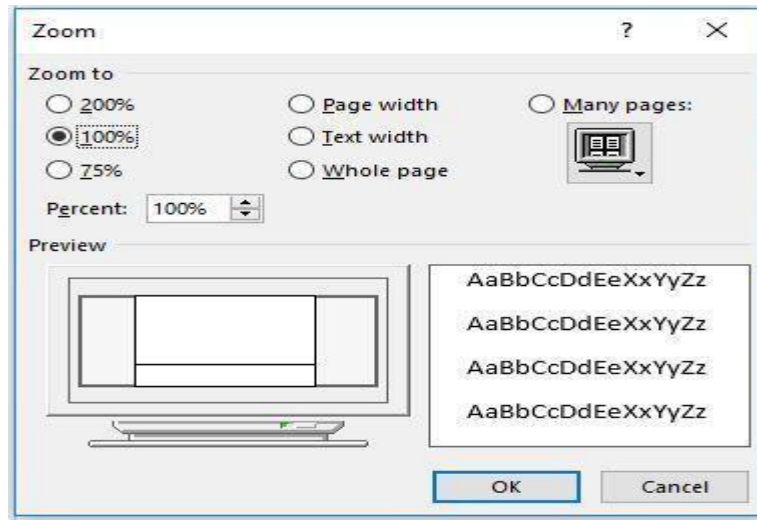 Zoom ?
Zoom to
200% Page width Many pages:
100% Text width
75% Whole page
Percent: 100%
Preview
AaBbCcDdEeXxYyZz
AaBbCcDdEeXxYyZz
AaBbCcDdEeXxYyZz
AaBbCcDdEeXxYyZz
OK Cancel